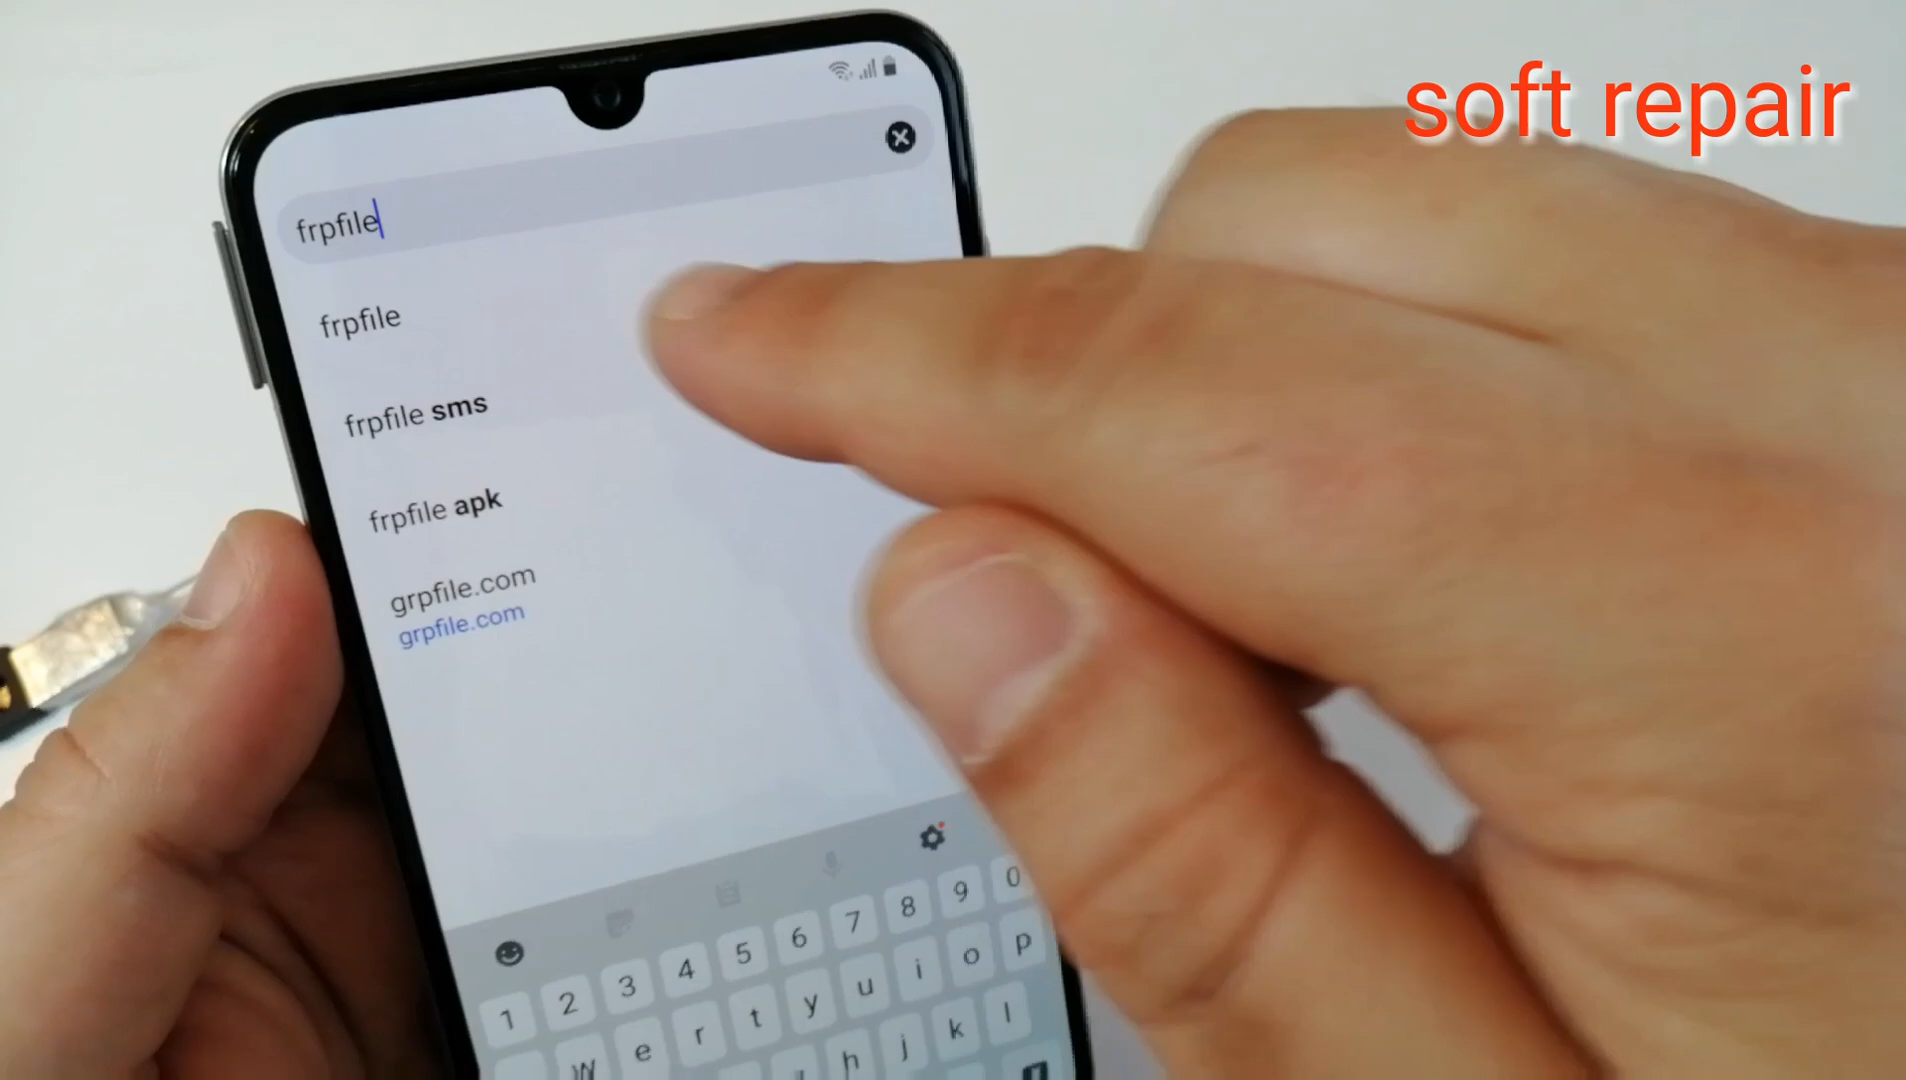 soft repair
frpfile
frpfile
frpfile sms
frpfile apk
grpfile.com
grpfile.com
1 2 3 4 5 6 7 8 9 0
w e r t y u i o p
h j k l